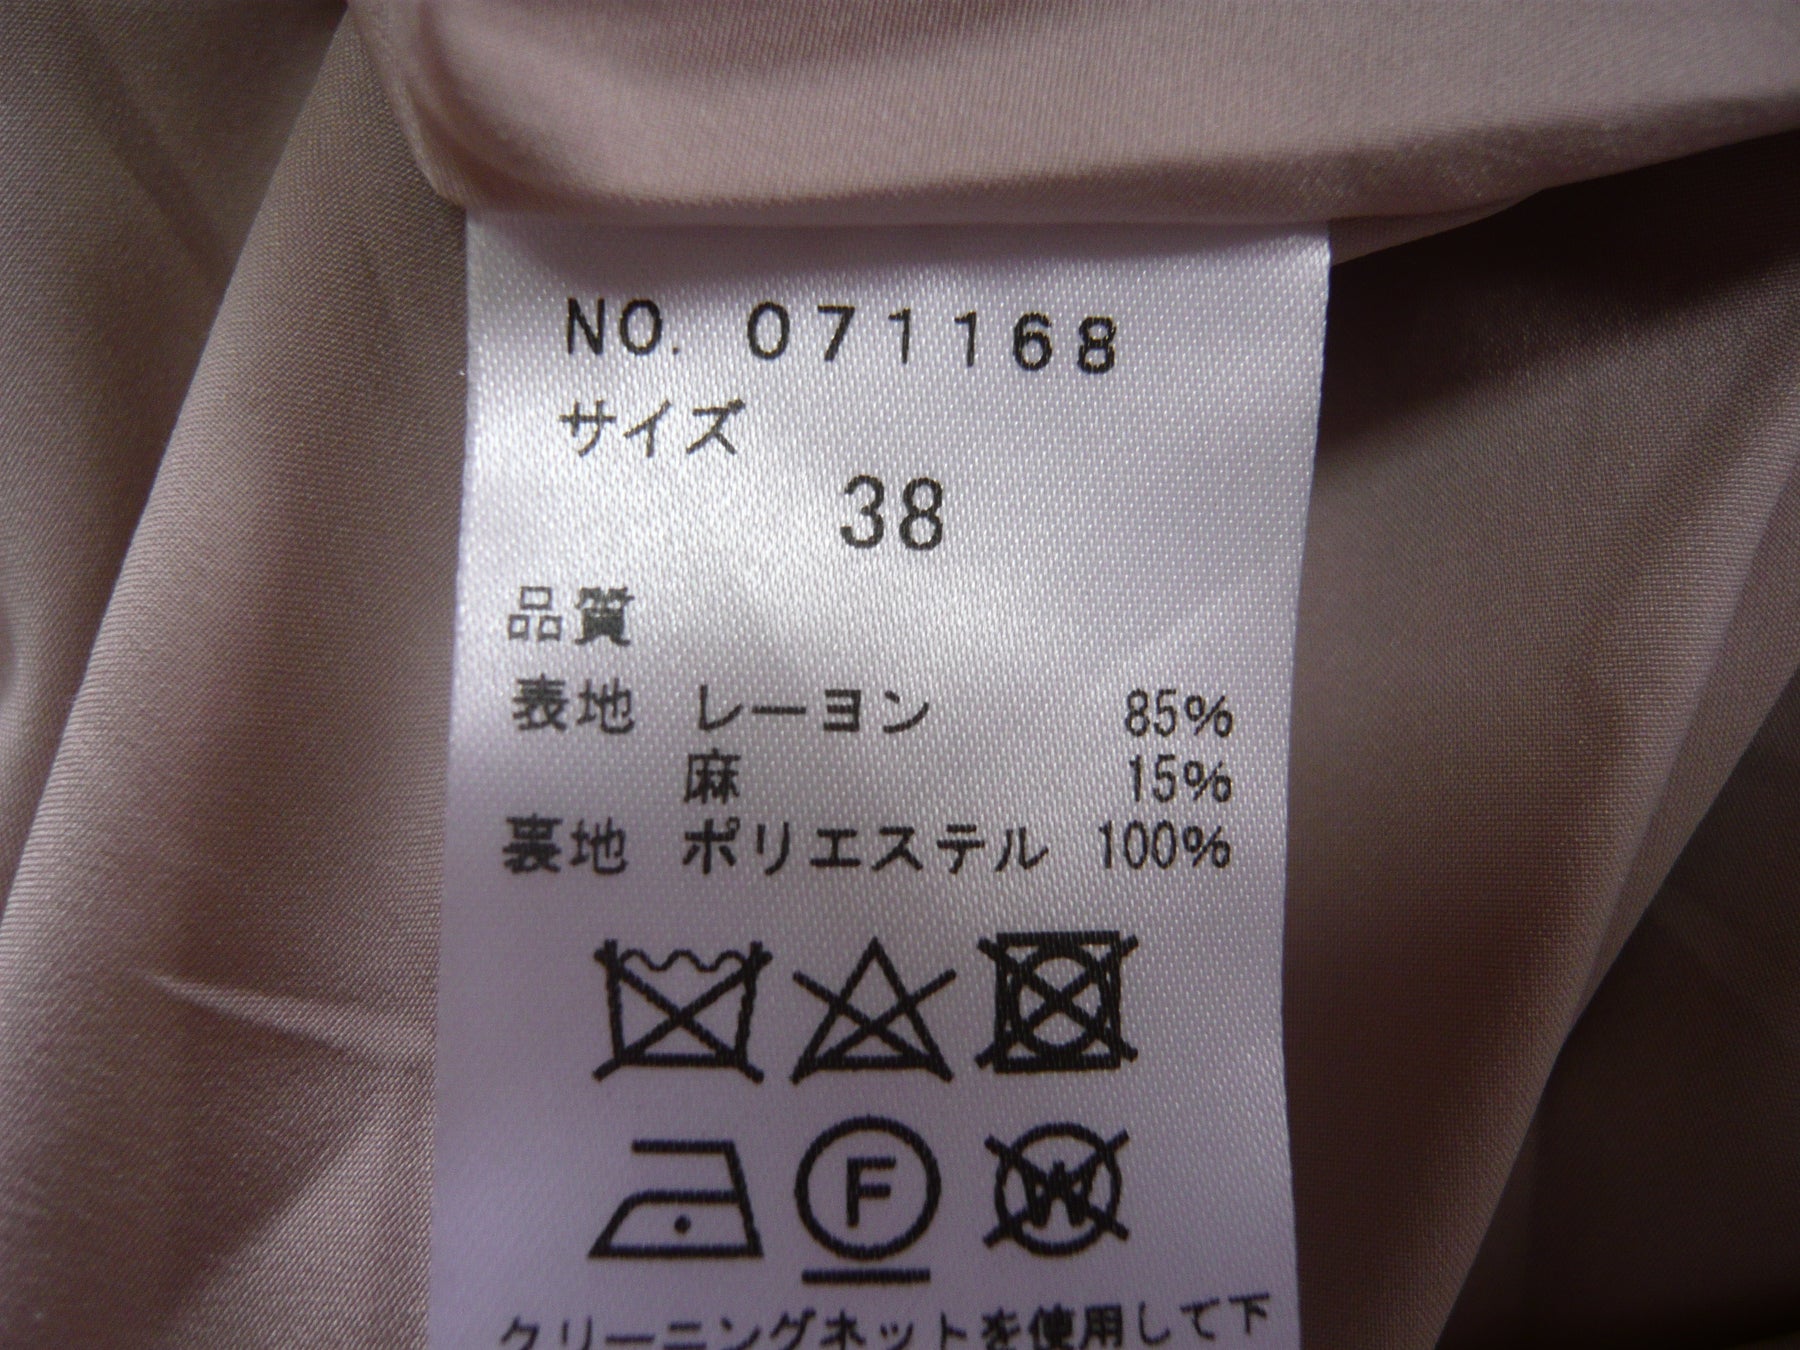 NO. 071168
サイズ
38
品質
表地 レーヨン 85%
麻 15%
裏地 ポリエステル 100%
F
W
クリーニングネットを使用して下